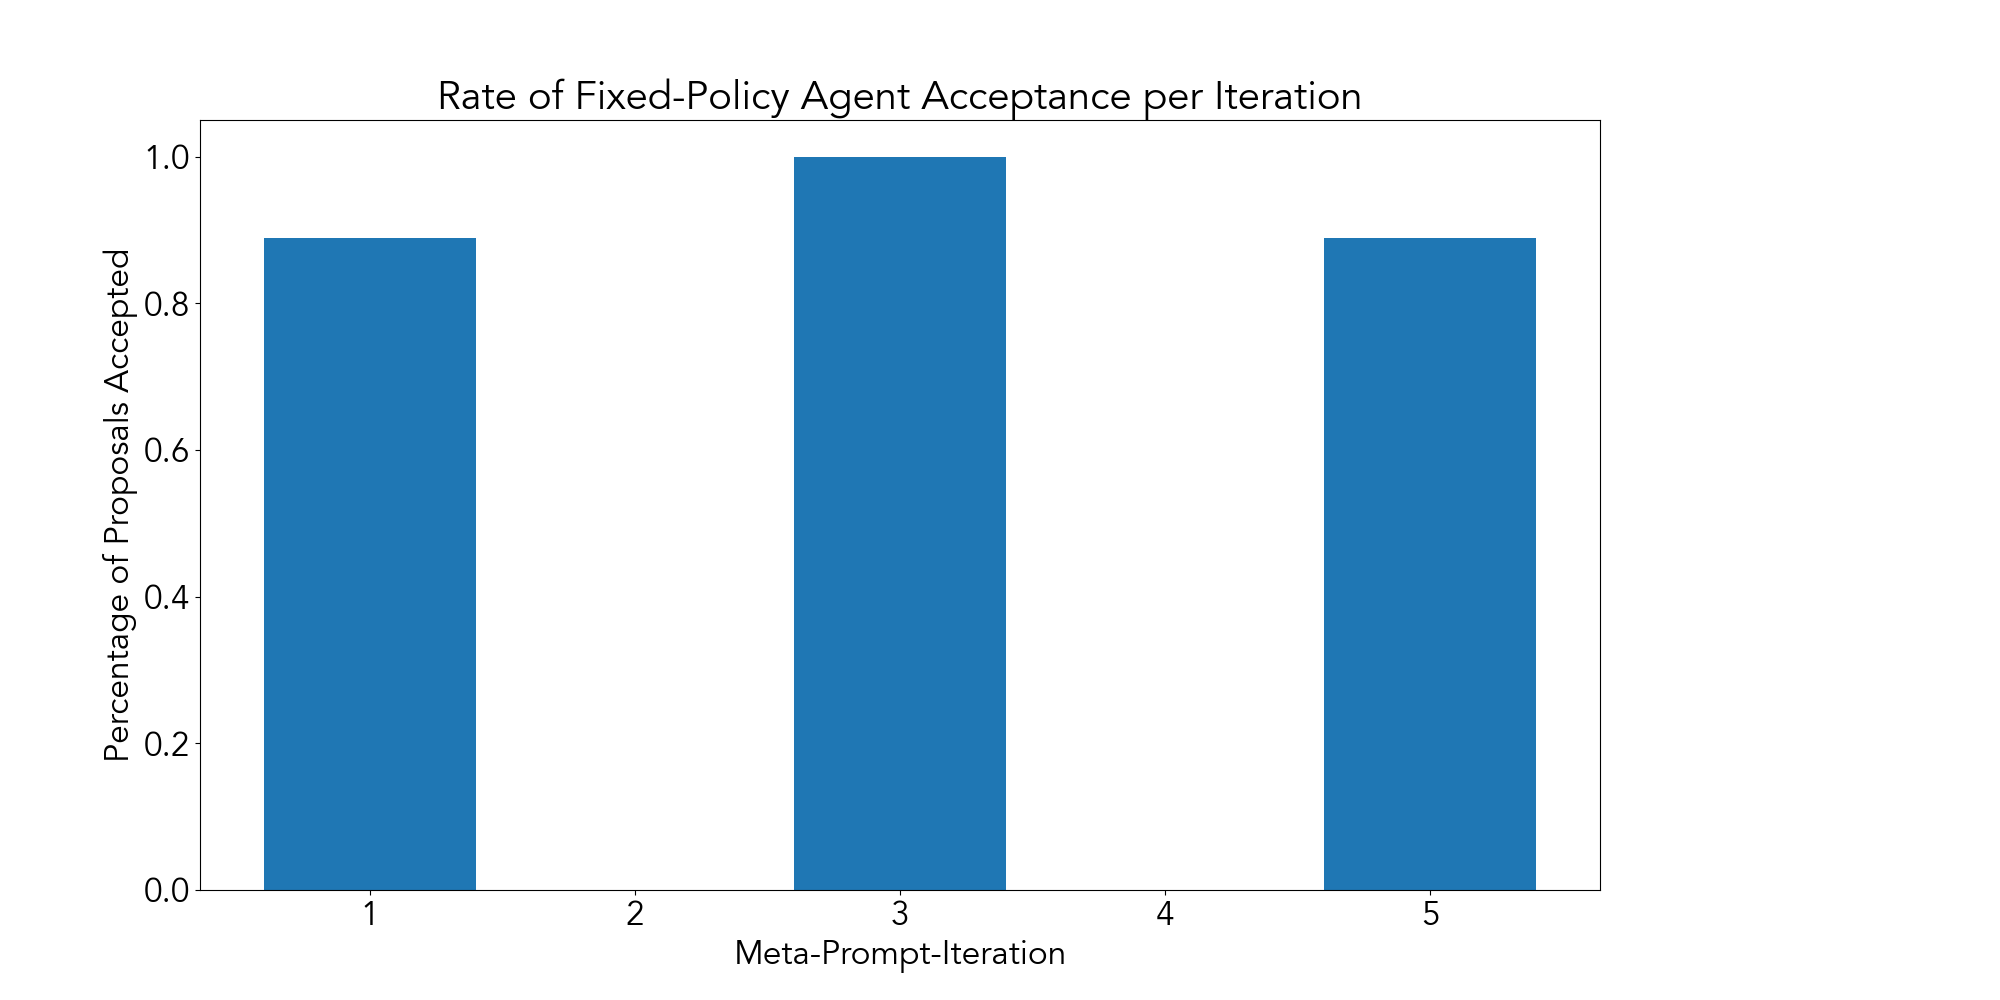 Rate of Fixed-Policy Agent Acceptance per Iteration
Percentage of Proposals Accepted
1.0
0.8
0.6
0.4
0.2
0.0
1 2 3 4 5
Meta-Prompt-Iteration